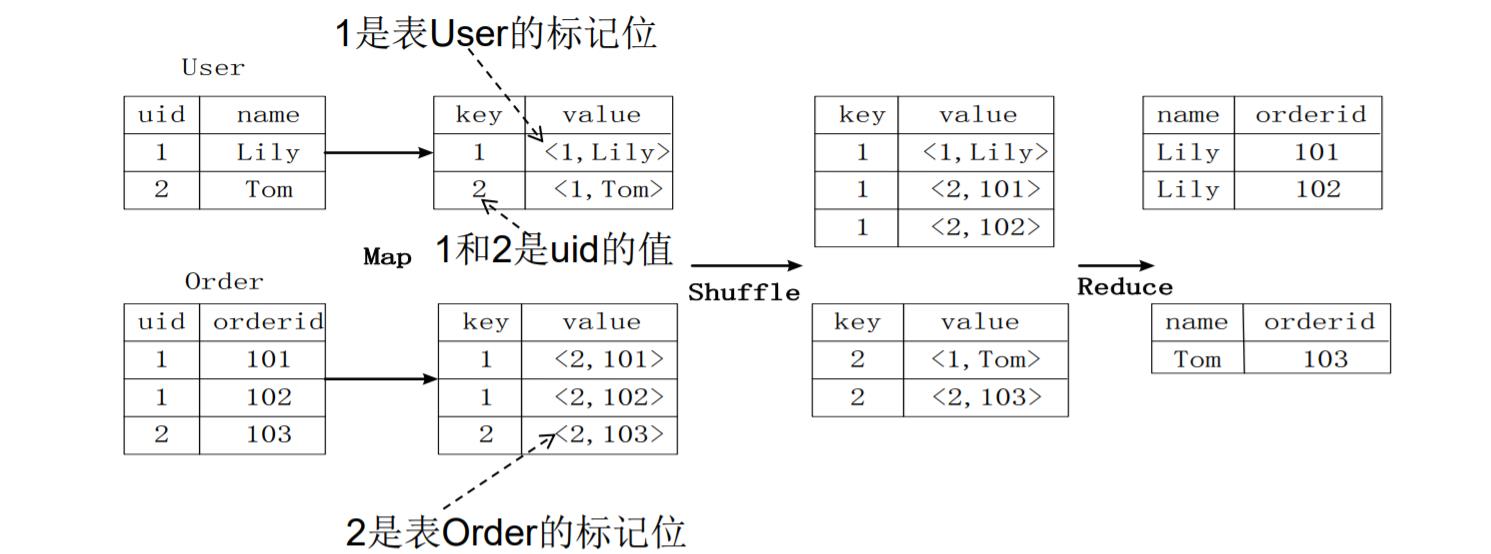 1是表User的标记位
User
uid name
1 Lily
2 Tom
key value
1 <1,Lily>
2 <1,Tom>
1和2是uid的值
Map
Order
uid orderid
1 101
1 102
2 103
key value
1 <2,101>
1 <2,102>
2 <2,103>
2是表Order的标记位
Shuffle
key value
1 <1,Lily>
1 <2,101>
1 <2,102>
key value
2 <1,Tom>
2 <2,103>
Reduce
name orderid
Lily 101
Lily 102
name orderid
Tom 103